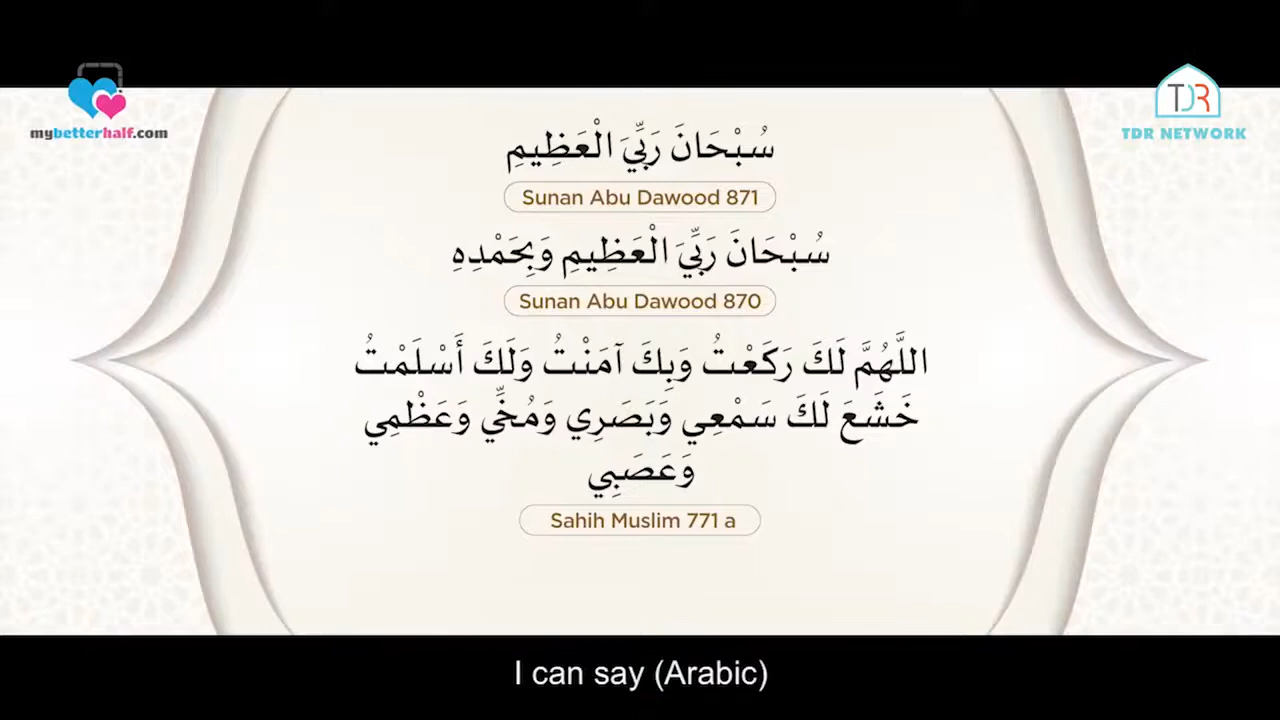 mybetterhalf.com
TDR
TDR NETWORK
سُبْحَانَ رَبِّيَ الْعَظِيمِ
Sunan Abu Dawood 871
سُبْحَانَ رَبِّيَ الْعَظِيمِ وَبِحَمْدِهِ
Sunan Abu Dawood 870
اللَّهُمَّ لَكَ رَكَعْتُ وَبِكَ آمَنْتُ وَلَكَ أَسْلَمْتُ
خَشَعَ لَكَ سَمْعِي وَبَصَرِي وَمُخِّي وَعَظْمِي
وَعَصَبِي
Sahih Muslim 771 a
I can say (Arabic)